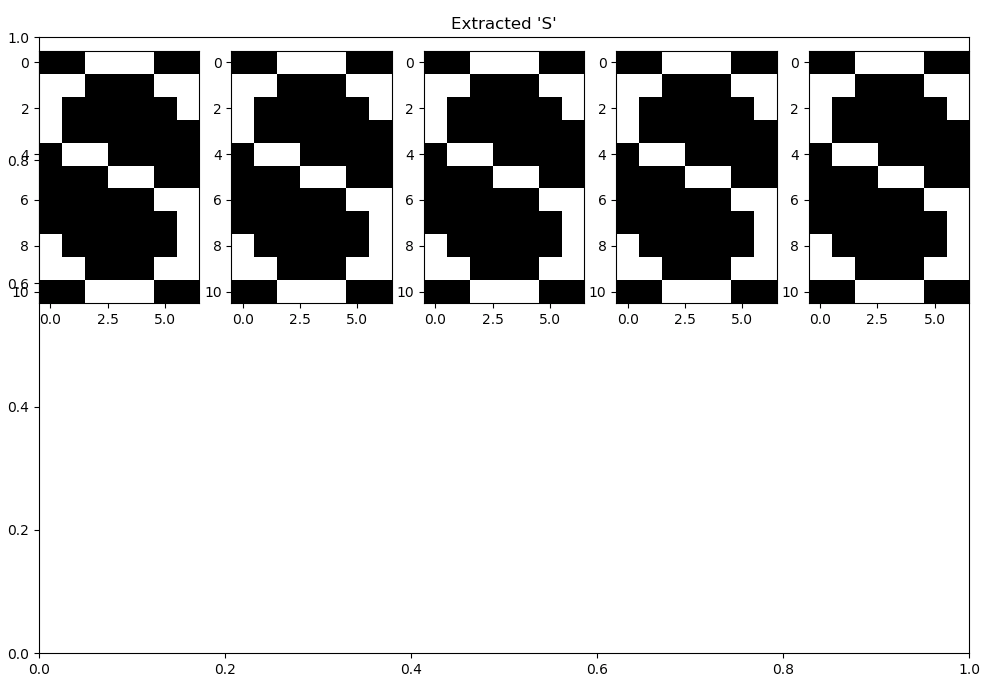 Extracted 'S'
1.0
0 0 0 0 0
2 2 2 2 2
4 4 4 4 4
0.8
6 6 6 6 6
8 8 8 8 8
0.6
10 10 10 10 10
0.0 2.5 5.0 0.0 2.5 5.0 0.0 2.5 5.0 0.0 2.5 5.0 0.0 2.5 5.0
0.4
0.2
0.0
0.0 0.2 0.4 0.6 0.8 1.0